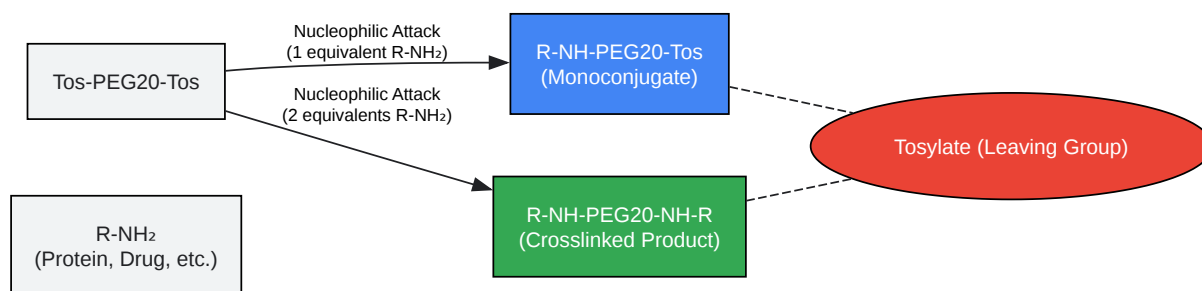 Tos-PEG20-Tos
Nucleophilic Attack
(1 equivalent R-NH₂)
Nucleophilic Attack
(2 equivalents R-NH₂)
R-NH-PEG20-Tos
(Monoconjugate)
Tosylate (Leaving Group)
R-NH₂
(Protein, Drug, etc.)
R-NH-PEG20-NH-R
(Crosslinked Product)